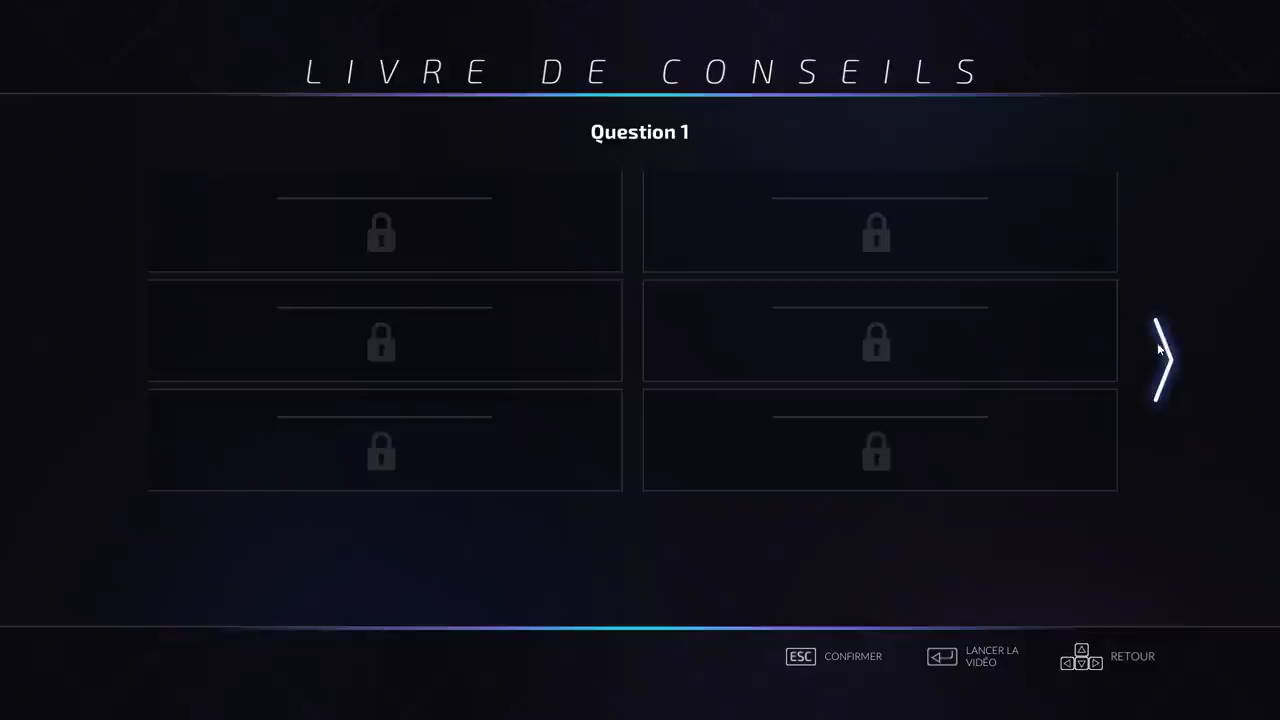 LIVRE DE CONSEILS
Question 1
ESC CONFIRMER
LANCER LA
VIDÉO
RETOUR